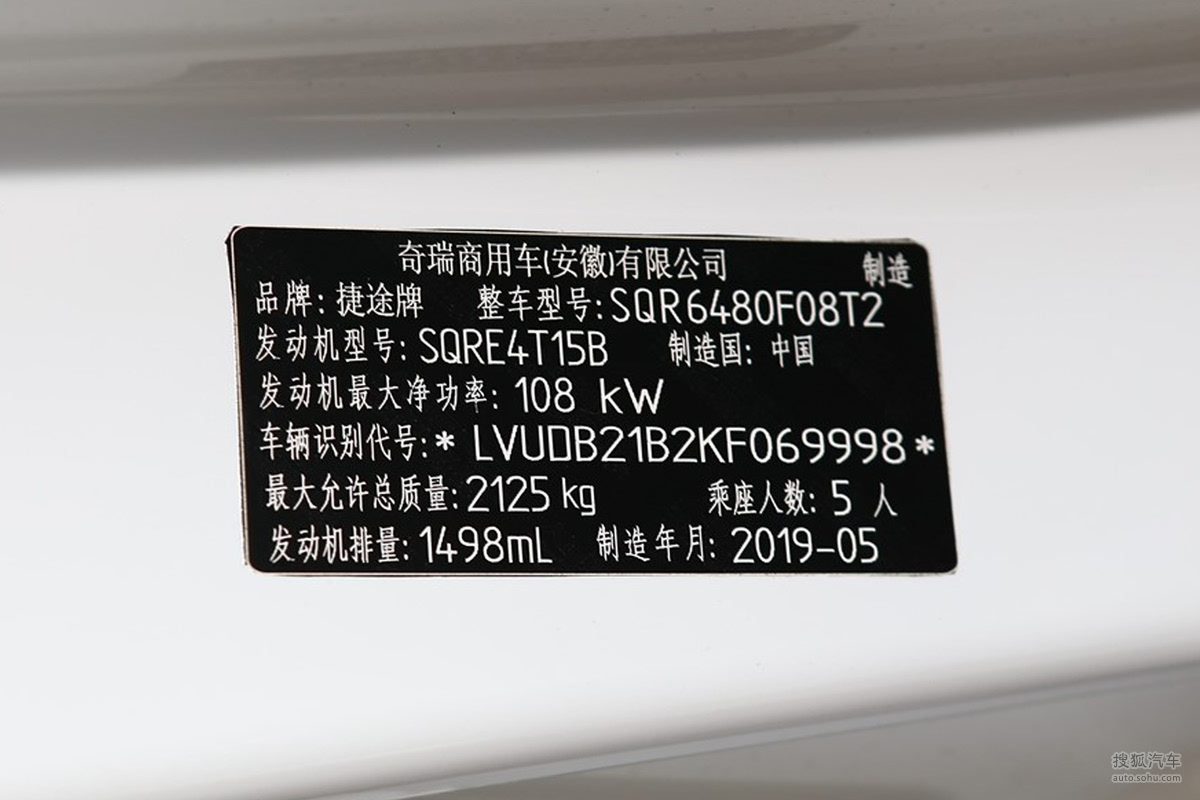 奇瑞商用车(安徽)有限公司 制造
品牌: 捷途牌 整车型号: SQR6480F08T2
发动机型号: SQRE4T15B 制造国: 中国
发动机最大净功率: 108 kW
车辆识别代号: * LVUDB21B2KF069998 *
最大允许总质量: 2125 kg 乘座人数: 5 人
发动机排量: 1498mL 制造年月: 2019-05
搜狐汽车
auto.sohu.com